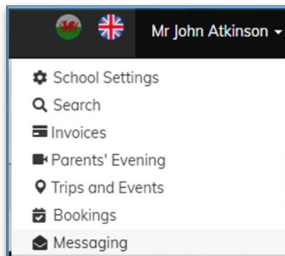 Mr John Atkinson
School Settings
Search
Invoices
Parents' Evening
Trips and Events
Bookings
Messaging